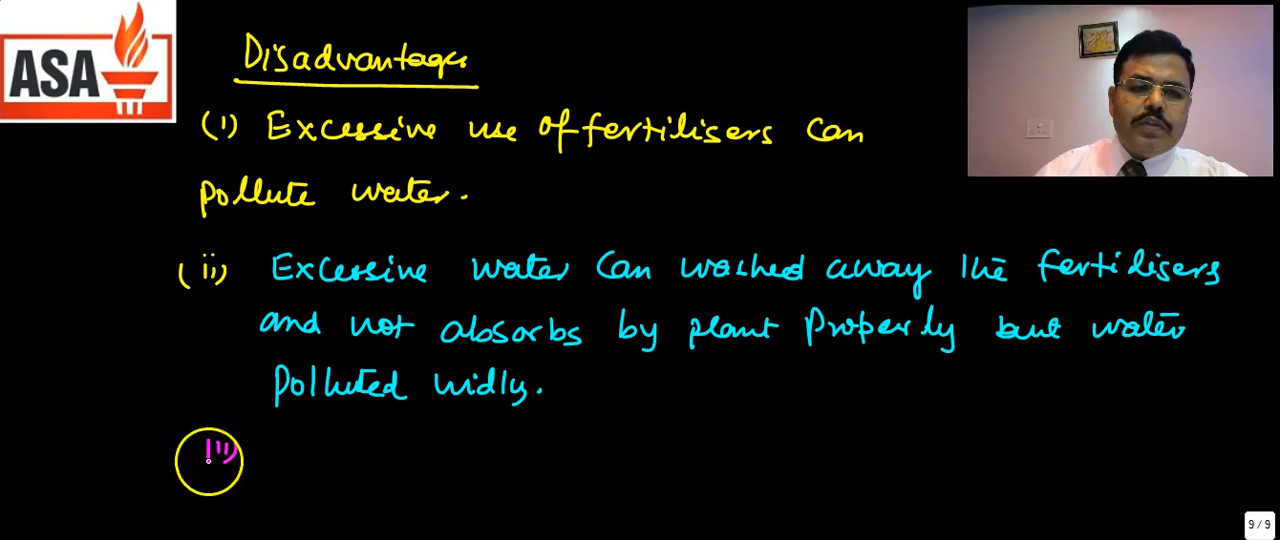 ASA
Disadvantages
(i) Excessive use of fertilisers can
pollute water.
(ii) Excessive water can washed away the fertilisers
and not absorbs by plant properly but water
polluted widly.
iii)
9/9